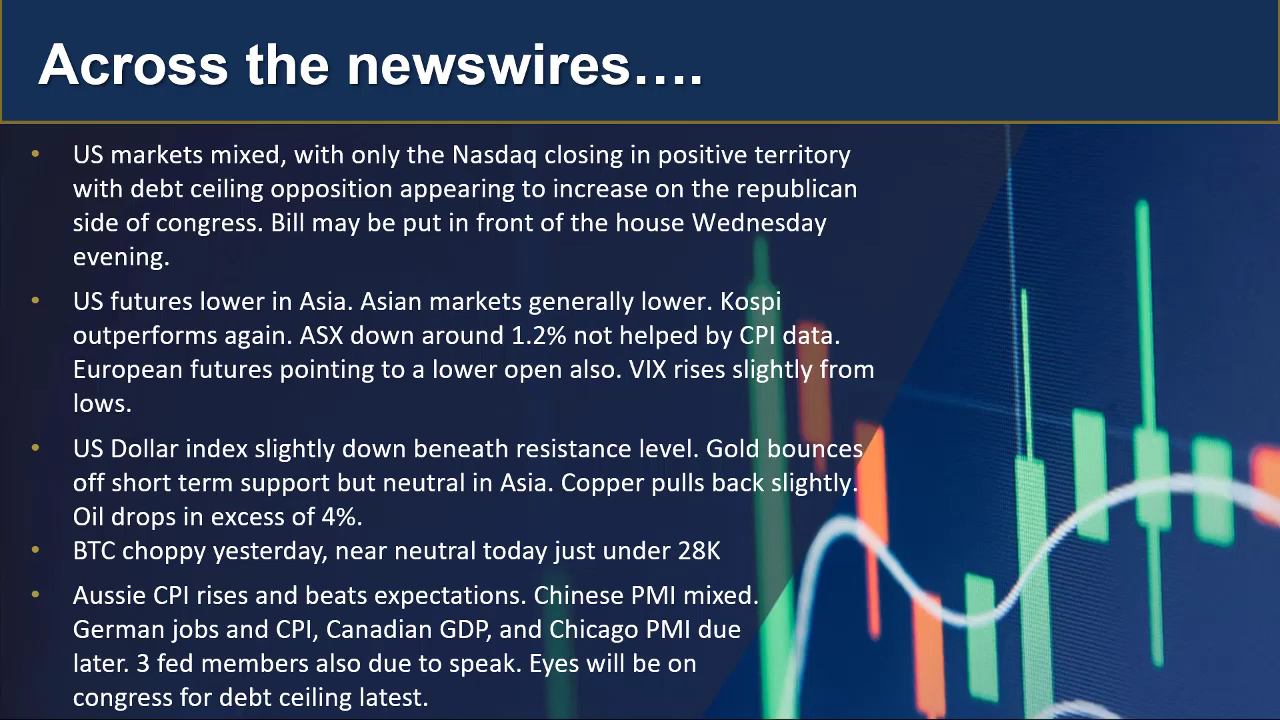 Across the newswires….
• US markets mixed, with only the Nasdaq closing in positive territory
with debt ceiling opposition appearing to increase on the republican
side of congress. Bill may be put in front of the house Wednesday
evening.
• US futures lower in Asia. Asian markets generally lower. Kospi
outperforms again. ASX down around 1.2% not helped by CPI data.
European futures pointing to a lower open also. VIX rises slightly from
lows.
• US Dollar index slightly down beneath resistance level. Gold bounces
off short term support but neutral in Asia. Copper pulls back slightly.
Oil drops in excess of 4%.
• BTC choppy yesterday, near neutral today just under 28K
• Aussie CPI rises and beats expectations. Chinese PMI mixed.
German jobs and CPI, Canadian GDP, and Chicago PMI due
later. 3 fed members also due to speak. Eyes will be on
congress for debt ceiling latest.